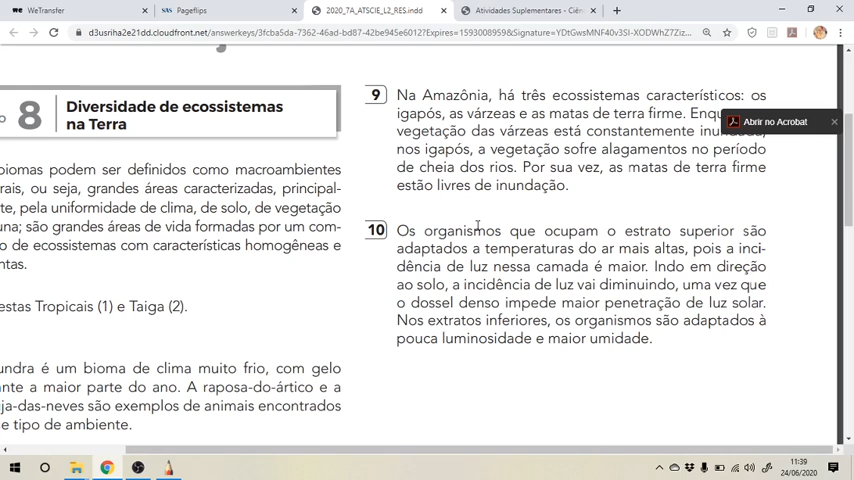 WeTransfer
SAS Pageflips
2020_7A_ATSCIE_L2_RES.indd
Atividades Suplementares - Ciên
d3usriha2e21dd.cloudfront.net/answerkeys/3fcba5da-7362-46ad-bd87-42be945e6012?Expires=1593008959&Signature=YDtGwsMNF40v3SI-XODWhZ7Ziz...
Abrir no Acrobat
o 8 Diversidade de ecossistemas
na Terra
biomas podem ser definidos como macroambientes
rais, ou seja, grandes áreas caracterizadas, principal-
te, pela uniformidade de clima, de solo, de vegetação
una; são grandes áreas de vida formadas por um com-
o de ecossistemas com características homogêneas e
ntas.
estas Tropicais (1) e Taiga (2).
undra é um bioma de clima muito frio, com gelo
ante a maior parte do ano. A raposa-do-ártico e a
uja-das-neves são exemplos de animais encontrados
e tipo de ambiente.
9 Na Amazônia, há três ecossistemas característicos: os
igapós, as várzeas e as matas de terra firme. Enqu
vegetação das várzeas está constantemente inundada,
nos igapós, a vegetação sofre alagamentos no período
de cheia dos rios. Por sua vez, as matas de terra firme
estão livres de inundação.
10 Os organismos que ocupam o estrato superior são
adaptados a temperaturas do ar mais altas, pois a inci-
dência de luz nessa camada é maior. Indo em direção
ao solo, a incidência de luz vai diminuindo, uma vez que
o dossel denso impede maior penetração de luz solar.
Nos extratos inferiores, os organismos são adaptados à
pouca luminosidade e maior umidade.
11:39
24/06/2020